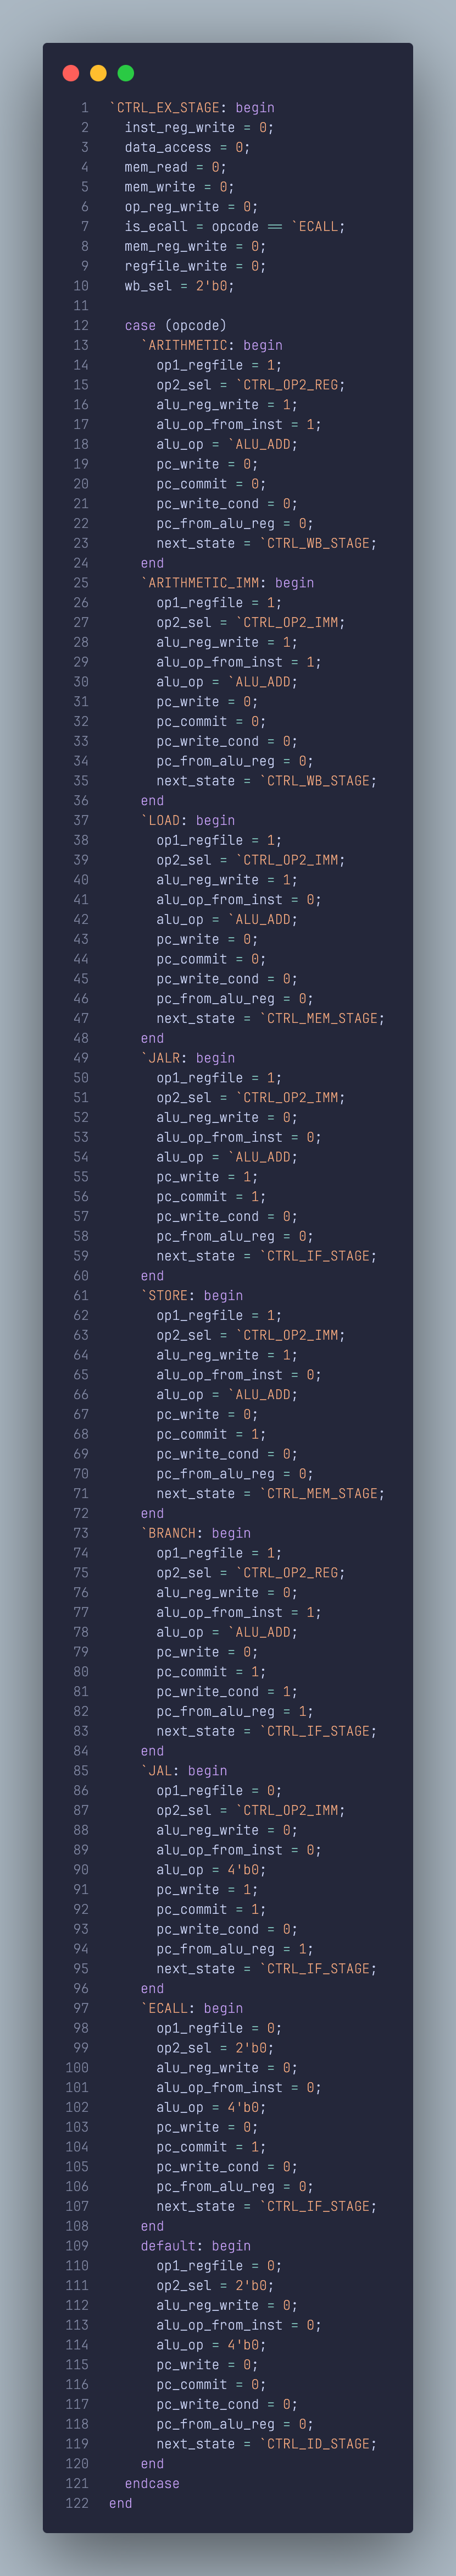 1 `CTRL_EX_STAGE: begin
2   inst_reg_write = 0;
3   data_access = 0;
4   mem_read = 0;
5   mem_write = 0;
6   op_reg_write = 0;
7   is_ecall = opcode == `ECALL;
8   mem_reg_write = 0;
9   regfile_write = 0;
10   wb_sel = 2'b0;
11
12   case (opcode)
13     `ARITHMETIC: begin
14       op1_regfile = 1;
15       op2_sel = `CTRL_OP2_REG;
16       alu_reg_write = 1;
17       alu_op_from_inst = 1;
18       alu_op = `ALU_ADD;
19       pc_write = 0;
20       pc_commit = 0;
21       pc_write_cond = 0;
22       pc_from_alu_reg = 0;
23       next_state = `CTRL_WB_STAGE;
24     end
25     `ARITHMETIC_IMM: begin
26       op1_regfile = 1;
27       op2_sel = `CTRL_OP2_IMM;
28       alu_reg_write = 1;
29       alu_op_from_inst = 1;
30       alu_op = `ALU_ADD;
31       pc_write = 0;
32       pc_commit = 0;
33       pc_write_cond = 0;
34       pc_from_alu_reg = 0;
35       next_state = `CTRL_WB_STAGE;
36     end
37     `LOAD: begin
38       op1_regfile = 1;
39       op2_sel = `CTRL_OP2_IMM;
40       alu_reg_write = 1;
41       alu_op_from_inst = 0;
42       alu_op = `ALU_ADD;
43       pc_write = 0;
44       pc_commit = 0;
45       pc_write_cond = 0;
46       pc_from_alu_reg = 0;
47       next_state = `CTRL_MEM_STAGE;
48     end
49     `JALR: begin
50       op1_regfile = 1;
51       op2_sel = `CTRL_OP2_IMM;
52       alu_reg_write = 0;
53       alu_op_from_inst = 0;
54       alu_op = `ALU_ADD;
55       pc_write = 1;
56       pc_commit = 1;
57       pc_write_cond = 0;
58       pc_from_alu_reg = 0;
59       next_state = `CTRL_IF_STAGE;
60     end
61     `STORE: begin
62       op1_regfile = 1;
63       op2_sel = `CTRL_OP2_IMM;
64       alu_reg_write = 1;
65       alu_op_from_inst = 0;
66       alu_op = `ALU_ADD;
67       pc_write = 0;
68       pc_commit = 1;
69       pc_write_cond = 0;
70       pc_from_alu_reg = 0;
71       next_state = `CTRL_MEM_STAGE;
72     end
73     `BRANCH: begin
74       op1_regfile = 1;
75       op2_sel = `CTRL_OP2_REG;
76       alu_reg_write = 0;
77       alu_op_from_inst = 1;
78       alu_op = `ALU_ADD;
79       pc_write = 0;
80       pc_commit = 1;
81       pc_write_cond = 1;
82       pc_from_alu_reg = 1;
83       next_state = `CTRL_IF_STAGE;
84     end
85     `JAL: begin
86       op1_regfile = 0;
87       op2_sel = `CTRL_OP2_IMM;
88       alu_reg_write = 0;
89       alu_op_from_inst = 0;
90       alu_op = 4'b0;
91       pc_write = 1;
92       pc_commit = 1;
93       pc_write_cond = 0;
94       pc_from_alu_reg = 1;
95       next_state = `CTRL_IF_STAGE;
96     end
97     `ECALL: begin
98       op1_regfile = 0;
99       op2_sel = 2'b0;
100       alu_reg_write = 0;
101       alu_op_from_inst = 0;
102       alu_op = 4'b0;
103       pc_write = 0;
104       pc_commit = 1;
105       pc_write_cond = 0;
106       pc_from_alu_reg = 0;
107       next_state = `CTRL_IF_STAGE;
108     end
109     default: begin
110       op1_regfile = 0;
111       op2_sel = 2'b0;
112       alu_reg_write = 0;
113       alu_op_from_inst = 0;
114       alu_op = 4'b0;
115       pc_write = 0;
116       pc_commit = 0;
117       pc_write_cond = 0;
118       pc_from_alu_reg = 0;
119       next_state = `CTRL_ID_STAGE;
120     end
121   endcase
122 end